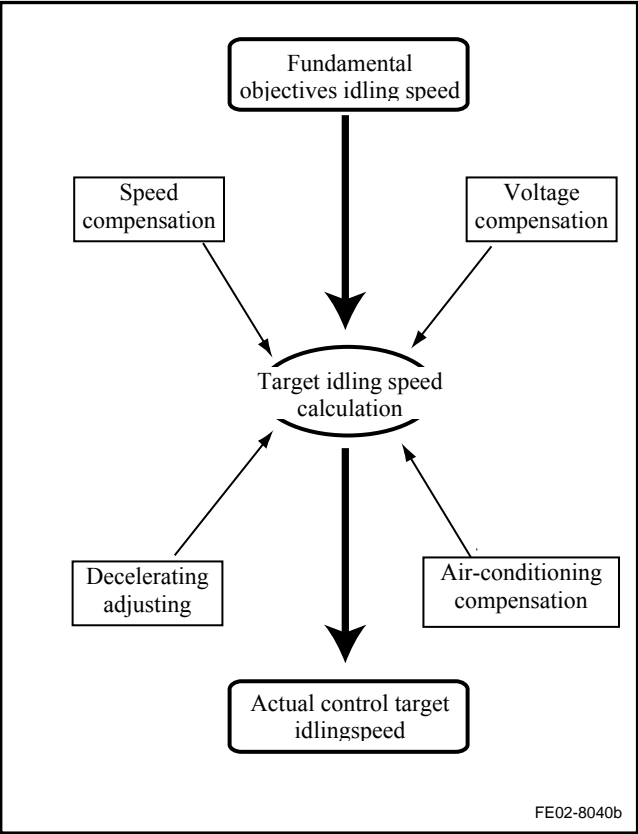 Fundamental
objectives idling speed
Speed
compensation
Voltage
compensation
Target idling speed
calculation
Decelerating
adjusting
Air-conditioning
compensation
Actual control target
idlingspeed
FE02-8040b